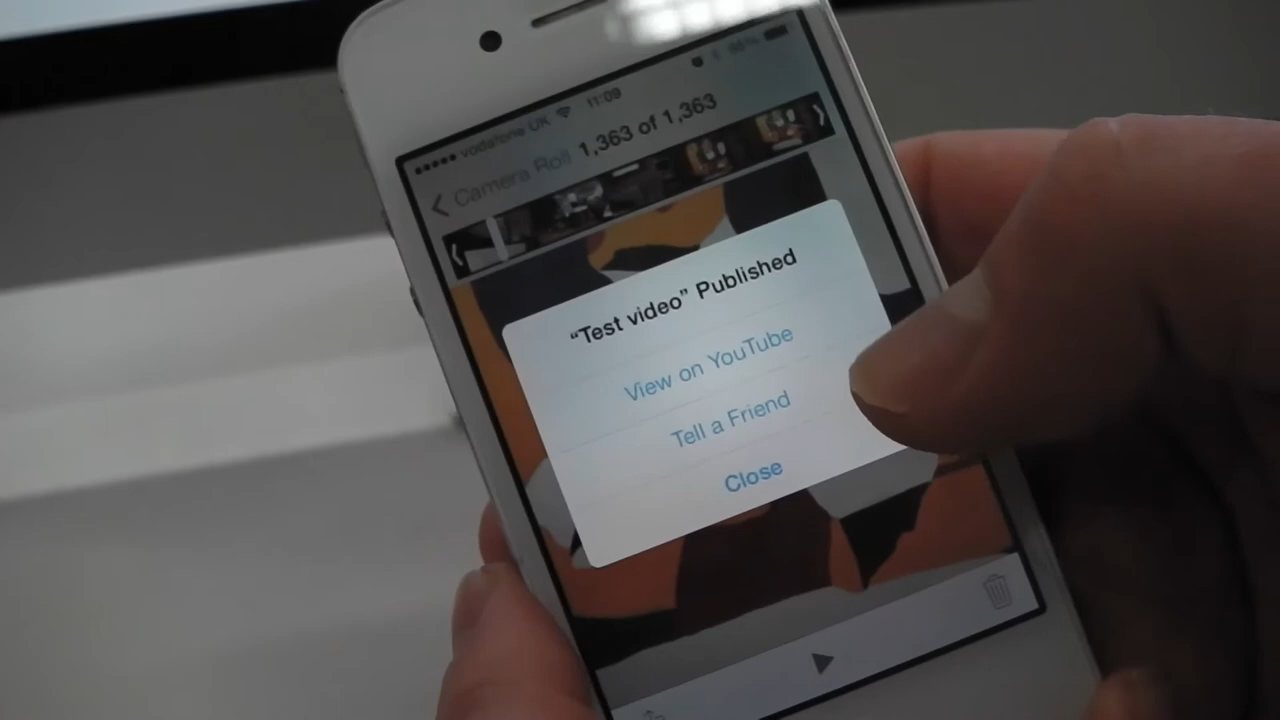 vodafone UK 11:09
Camera Roll 1,363 of 1,363
“Test video” Published
View on YouTube
Tell a Friend
Close